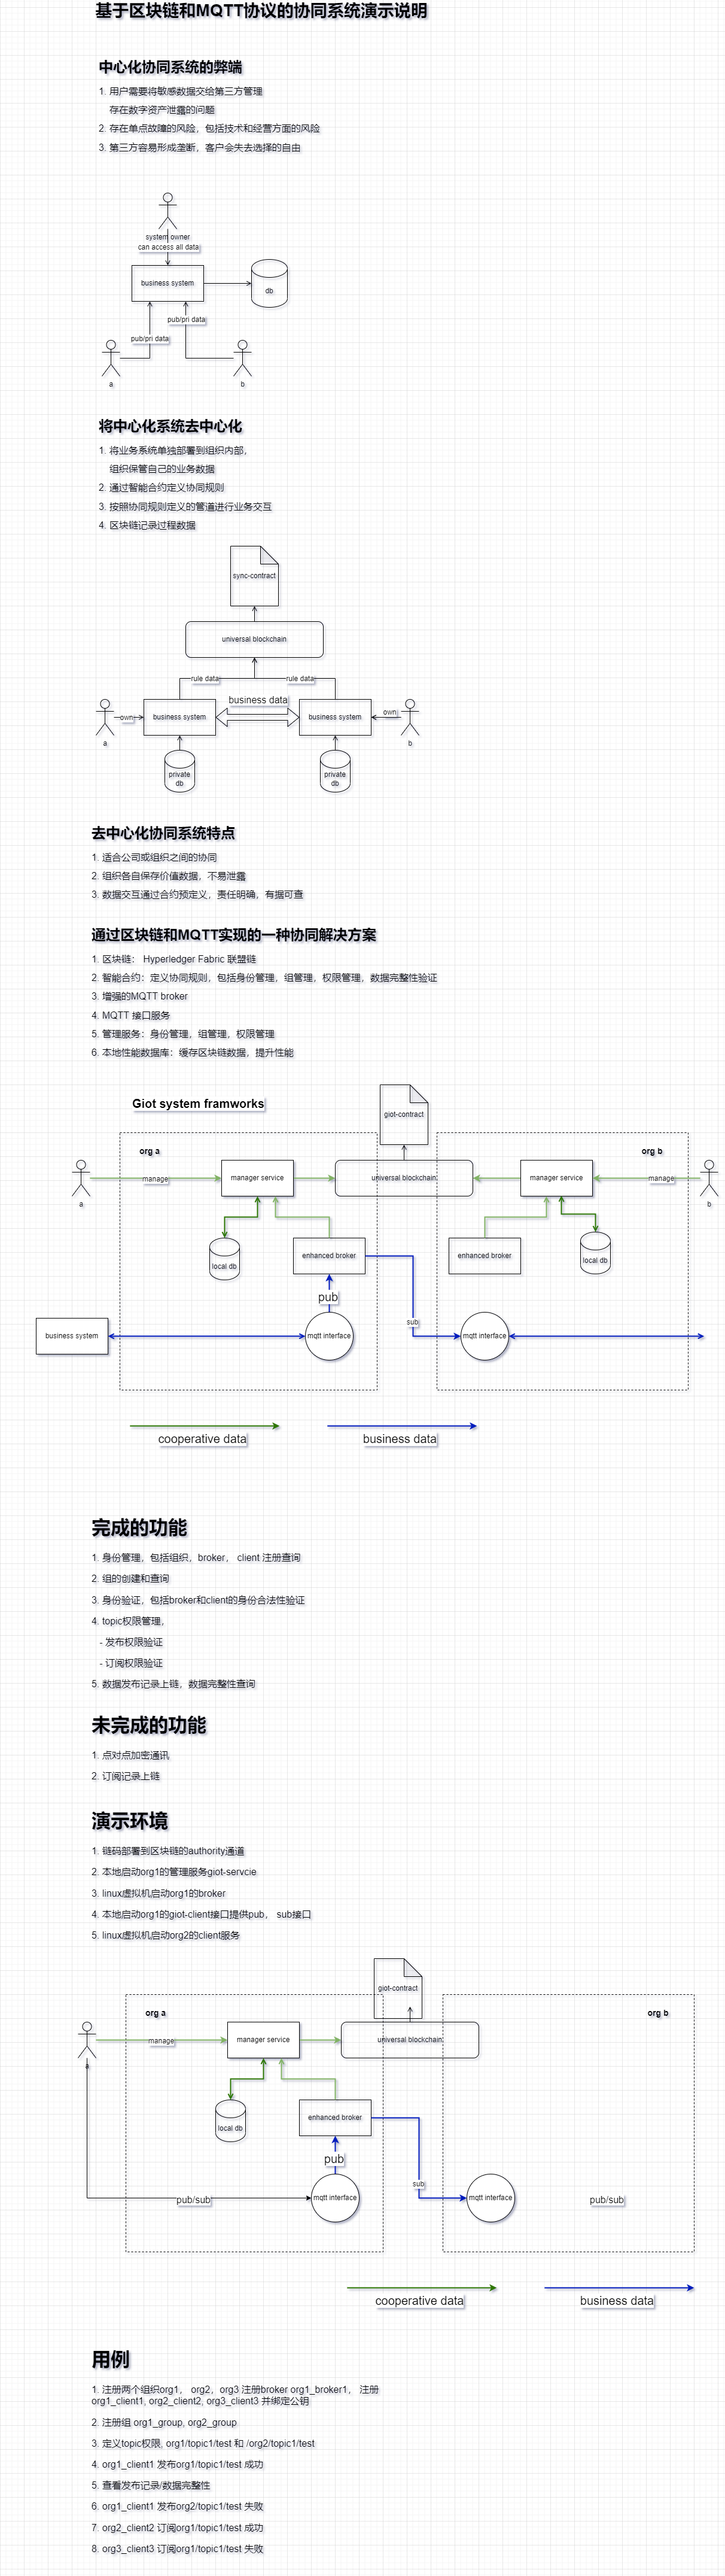 基于区块链和MQTT协议的协同系统演示说明
中心化协同系统的弊端
1. 用户需要将敏感数据交给第三方管理
存在数字资产泄露的问题
2. 存在单点故障的风险，包括技术和经营方面的风险
3. 第三方容易形成垄断，客户会失去选择的自由
system owner
can access all data
business system
db
pub/pri data
pub/pri data
a
b
将中心化系统去中心化
1. 将业务系统单独部署到组织内部，
组织保管自己的业务数据
2. 通过智能合约定义协同规则
3. 按照协同规则定义的管道进行业务交互
4. 区块链记录过程数据
sync-contract
universal blockchain
rule data
rule data
business data
business system
business system
own
own
a
b
private
db
private
db
去中心化协同系统特点
1. 适合公司或组织之间的协同
2. 组织各自保存价值数据，不易泄露
3. 数据交互通过合约预定义，责任明确，有据可查
通过区块链和MQTT实现的一种协同解决方案
1. 区块链： Hyperledger Fabric 联盟链
2. 智能合约：定义协同规则，包括身份管理，组管理，权限管理，数据完整性验证
3. 增强的MQTT broker
4. MQTT 接口服务
5. 管理服务：身份管理，组管理，权限管理
6. 本地性能数据库：缓存区块链数据，提升性能
Giot system framworks
giot-contract
org a
org b
manage
manager service
universal blockchain
manager service
manage
a
b
local db
enhanced broker
enhanced broker
local db
pub
sub
business system
mqtt interface
mqtt interface
cooperative data
business data
完成的功能
1. 身份管理，包括组织，broker， client 注册查询
2. 组的创建和查询
3. 身份验证，包括broker和client的身份合法性验证
4. topic权限管理，
- 发布权限验证
- 订阅权限验证
5. 数据发布记录上链，数据完整性查询
未完成的功能
1. 点对点加密通讯
2. 订阅记录上链
演示环境
1. 链码部署到区块链的authority通道
2. 本地启动org1的管理服务giot-servcie
3. linux虚拟机启动org1的broker
4. 本地启动org1的giot-client接口提供pub， sub接口
5. linux虚拟机启动org2的client服务
giot-contract
org a
org b
manage
manager service
universal blockchain
a
local db
enhanced broker
pub
sub
pub/sub
mqtt interface
mqtt interface
pub/sub
cooperative data
business data
用例
1. 注册两个组织org1， org2，org3 注册broker org1_broker1， 注册
org1_client1, org2_client2, org3_client3 并绑定公钥
2. 注册组 org1_group, org2_group
3. 定义topic权限, org1/topic1/test 和 /org2/topic1/test
4. org1_client1 发布org1/topic1/test 成功
5. 查看发布记录/数据完整性
6. org1_client1 发布org2/topic1/test 失败
7. org2_client2 订阅org1/topic1/test 成功
8. org3_client3 订阅org1/topic1/test 失败